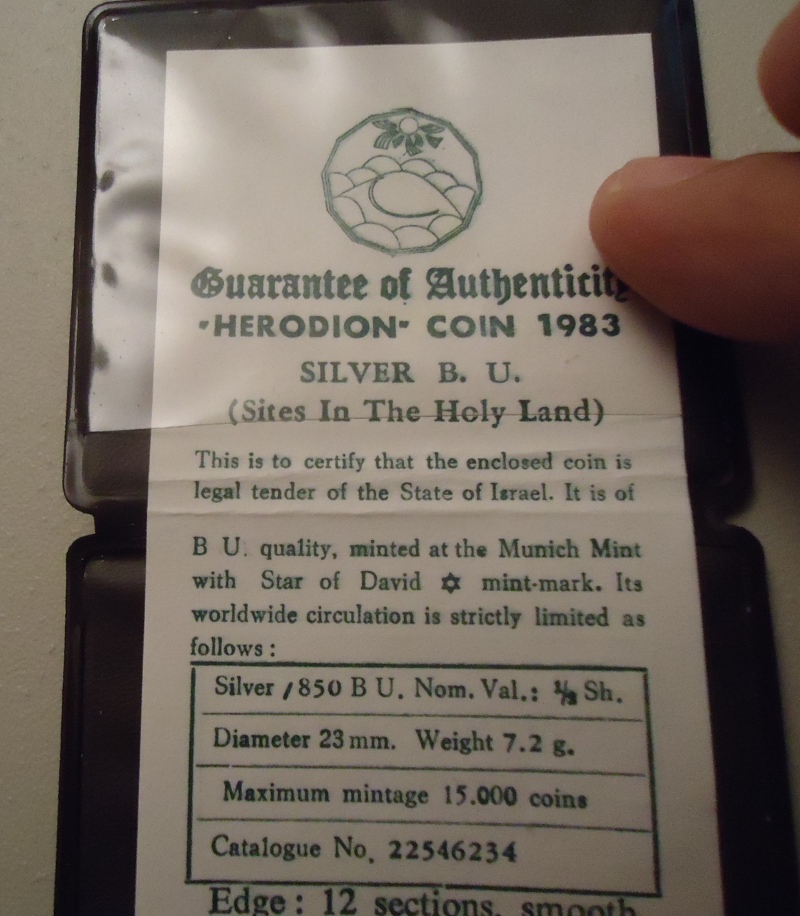 Guarantee of Authenticity
"HERODION" COIN 1983
SILVER B. U.
(Sites In The Holy Land)
This is to certify that the enclosed coin is
legal tender of the State of Israel. It is of
B U. quality, minted at the Munich Mint
with Star of David ✡ mint-mark. Its
worldwide circulation is strictly limited as
follows :
Silver /850 B U. Nom. Val.: ½ Sh.
Diameter 23 mm. Weight 7.2 g.
Maximum mintage 15.000 coins
Catalogue No. 22546234
Edge : 12 sections, smooth